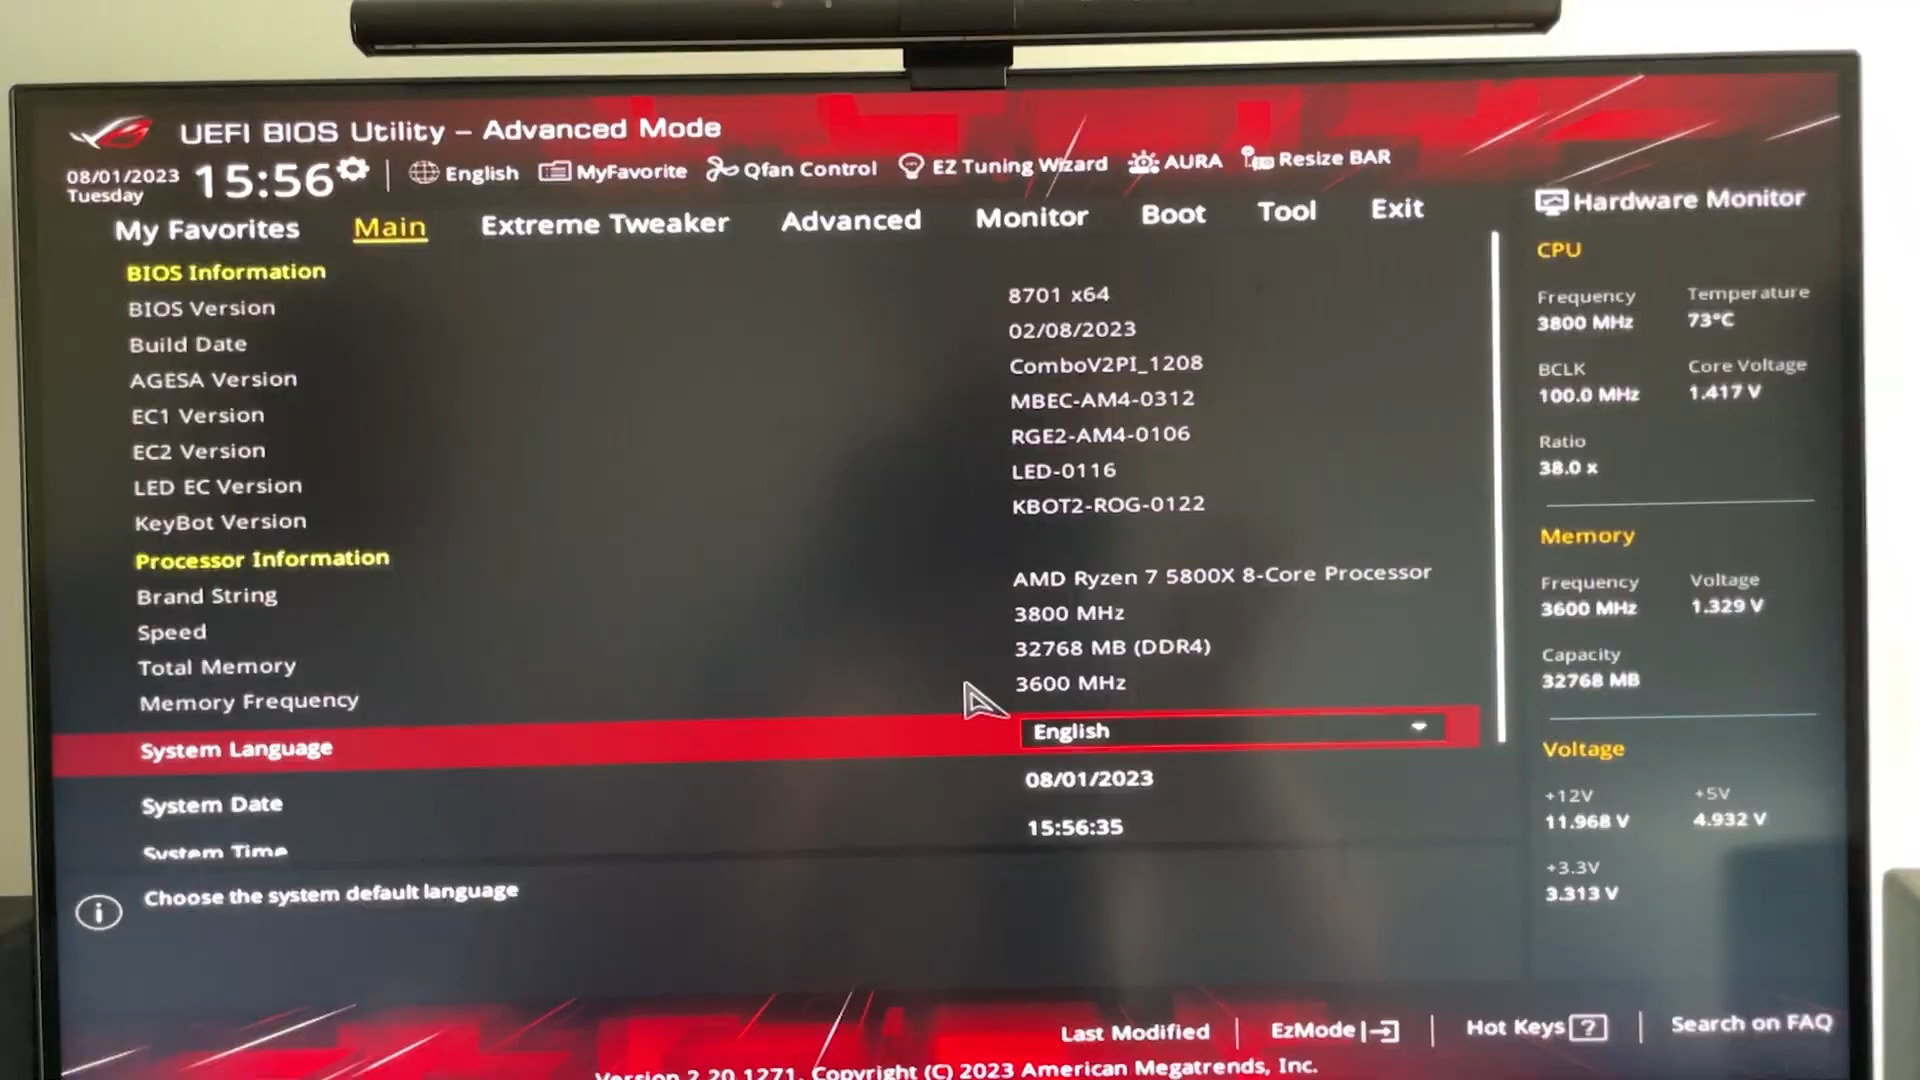 UEFI BIOS Utility – Advanced Mode
08/01/2023
Tuesday
15:56
English
MyFavorite
Qfan Control
EZ Tuning Wizard
AURA
Resize BAR
My Favorites
Main
Extreme Tweaker
Advanced
Monitor
Boot
Tool
Exit
BIOS Information
BIOS Version 8701 x64
Build Date 02/08/2023
AGESA Version ComboV2PI_1208
EC1 Version MBEC-AM4-0312
EC2 Version RGE2-AM4-0106
LED EC Version LED-0116
KeyBot Version KBOT2-ROG-0122
Processor Information
Brand String AMD Ryzen 7 5800X 8-Core Processor
Speed 3800 MHz
Total Memory 32768 MB (DDR4)
Memory Frequency 3600 MHz
System Language English
System Date 08/01/2023
System Time 15:56:35
Choose the system default language
Hardware Monitor
CPU
Frequency Temperature
3800 MHz 73°C
BCLK Core Voltage
100.0 MHz 1.417 V
Ratio
38.0 x
Memory
Frequency Voltage
3600 MHz 1.329 V
Capacity
32768 MB
Voltage
+12V +5V
11.968 V 4.932 V
+3.3V
3.313 V
Last Modified
EzMode
Hot Keys ?
Search on FAQ
Version 2.20.1271. Copyright (C) 2023 American Megatrends, Inc.